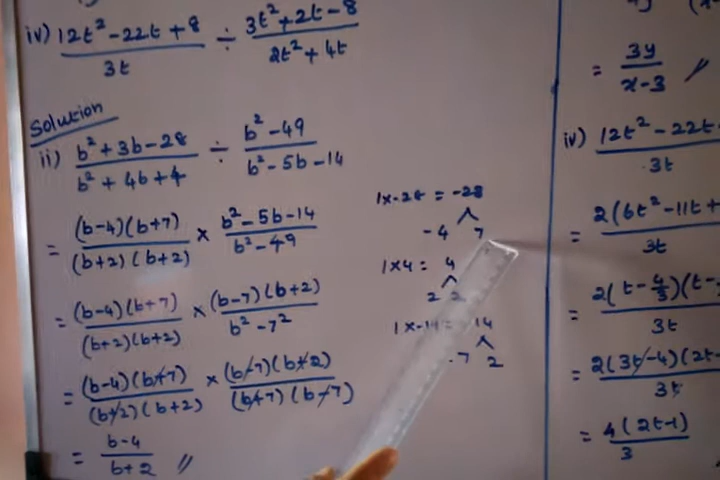 iv) (12t² - 22t + 8)/(3t) ÷ (3t² + 2t - 8)/(2t² + 4t)
Solution
ii) (b² + 3b - 28)/(b² + 4b + 4) ÷ (b² - 49)/(b² - 5b - 14)
= ((b-4)(b+7))/((b+2)(b+2)) × (b² - 5b - 14)/(b² - 49)
= ((b-4)(b+7))/((b+2)(b+2)) × ((b-7)(b+2))/(b² - 7²)
= ((b-4)(b+7))/((b+2)(b+2)) × ((b-7)(b+2))/((b+7)(b-7))
= (b-4)/(b+2) //
1x-28 = -28
-4 7
1x4 = 4
2 2
1x-14 = 14
-7 2
= 3y/(x-3) //
iv) (12t² - 22t)/(3t)
= 2(6t² - 11t +)/(3t)
= 2(t - 4/3)(t -)/(3t)
= 2(3t-4)(2t-)/(3t)
= 4(2t-1)/3